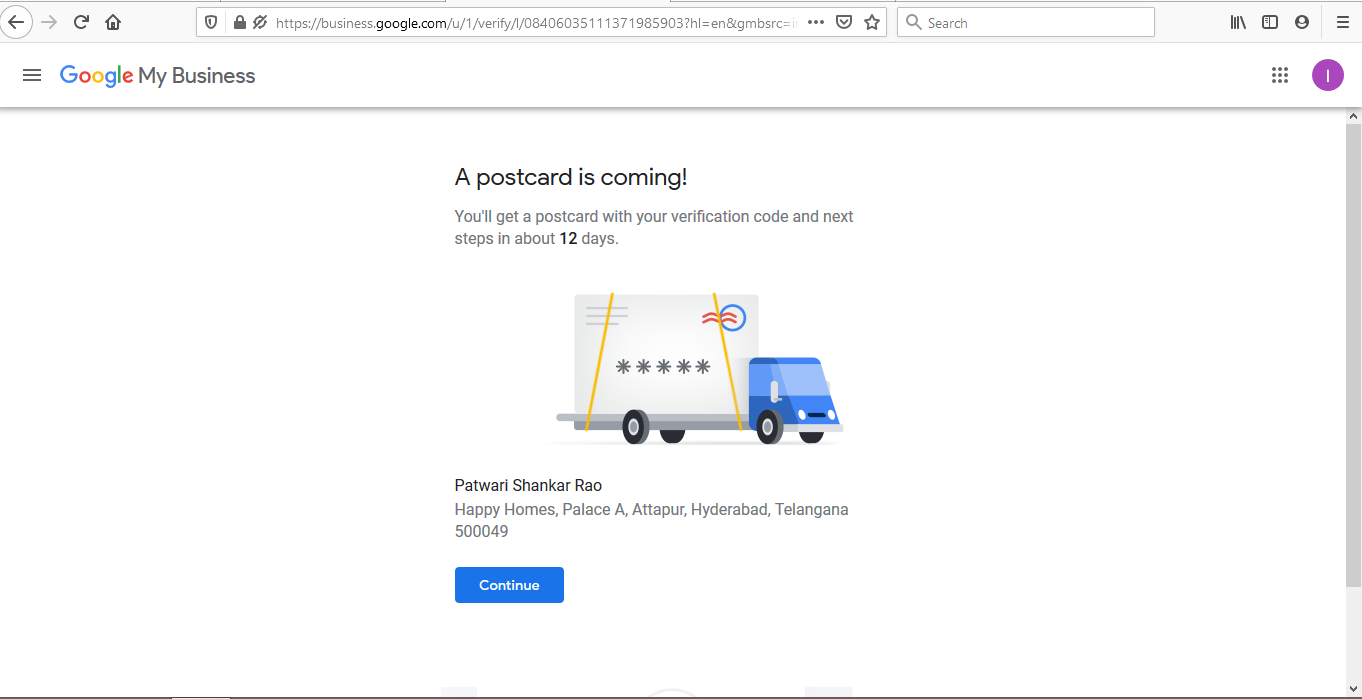 https://business.google.com/u/1/verify/l/08406035111371985903?hl=en&gmbsrc=i
Search
Google My Business
I
A postcard is coming!
You'll get a postcard with your verification code and next
steps in about 12 days.
*****
Patwari Shankar Rao
Happy Homes, Palace A, Attapur, Hyderabad, Telangana
500049
Continue